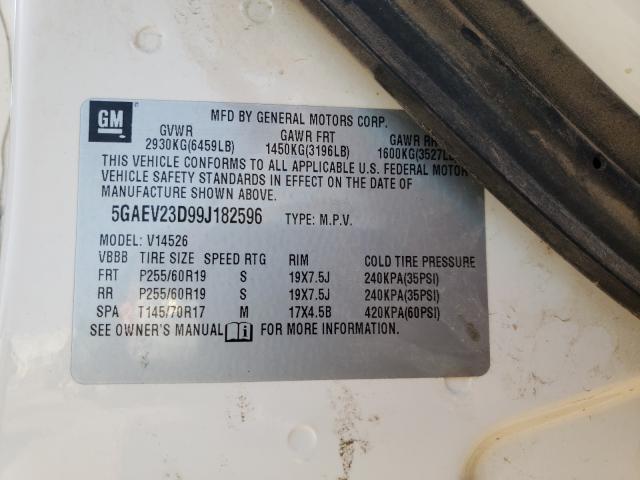 GM
MFD BY GENERAL MOTORS CORP.
GVWR GAWR FRT GAWR RR
2930KG(6459LB) 1450KG(3196LB) 1600KG(3527LB
THIS VEHICLE CONFORMS TO ALL APPLICABLE U.S. FEDERAL MOTOR
VEHICLE SAFETY STANDARDS IN EFFECT ON THE DATE OF
MANUFACTURE SHOWN ABOVE.
5GAEV23D99J182596 TYPE: M.P.V.
MODEL: V14526
VBBB TIRE SIZE SPEED RTG RIM COLD TIRE PRESSURE
FRT P255/60R19 S 19X7.5J 240KPA(35PSI)
RR P255/60R19 S 19X7.5J 240KPA(35PSI)
SPA T145/70R17 M 17X4.5B 420KPA(60PSI)
SEE OWNER'S MANUAL FOR MORE INFORMATION.